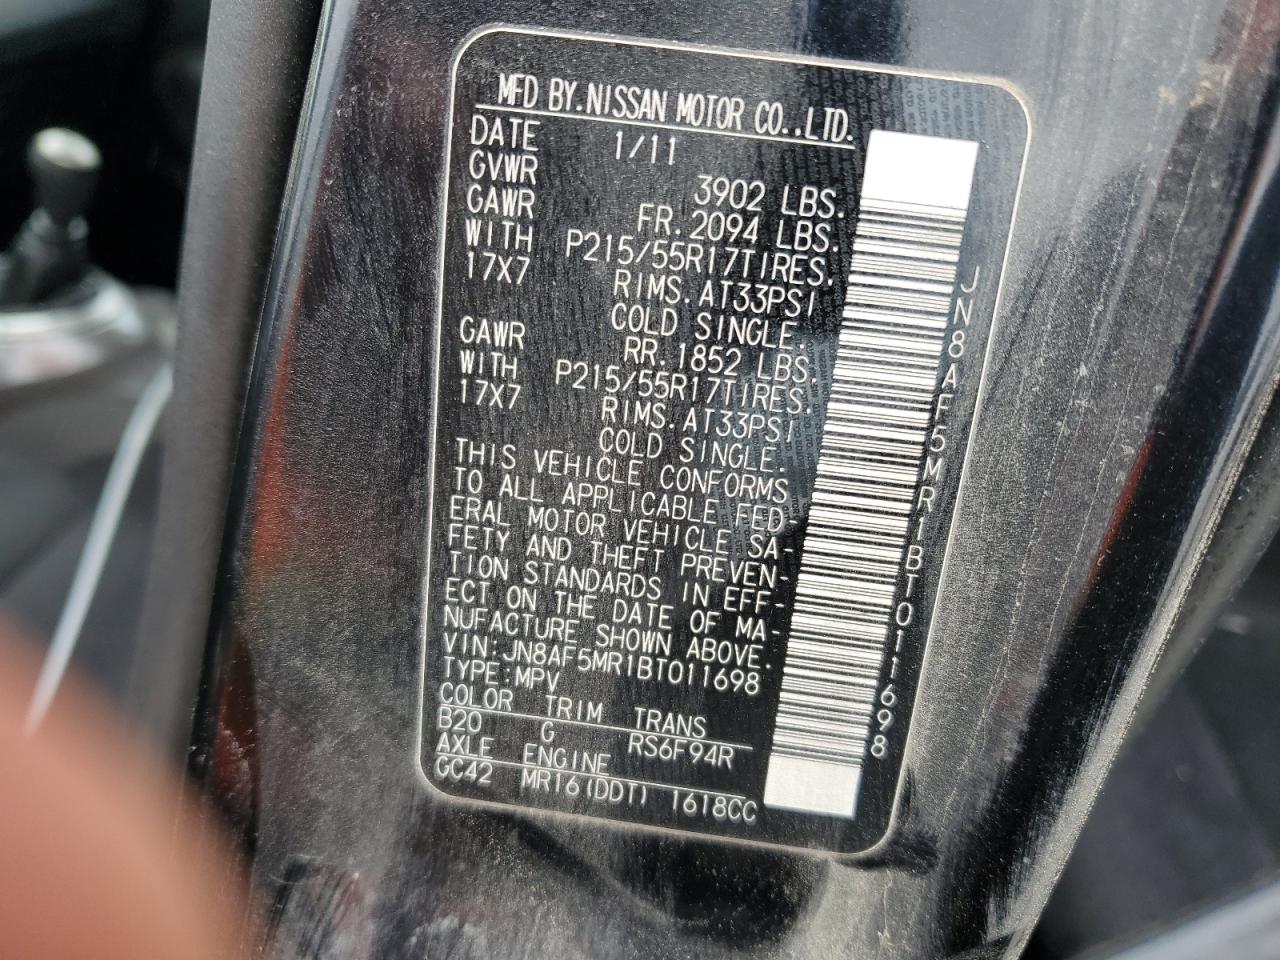 MFD BY.NISSAN MOTOR CO.,LTD.
DATE 1/11
GVWR 3902 LBS.
GAWR FR.2094 LBS.
WITH P215/55R17TIRES.
17X7 RIMS.AT33PSI
COLD SINGLE.
GAWR RR.1852 LBS.
WITH P215/55R17TIRES.
17X7 RIMS.AT33PSI
COLD SINGLE.
THIS VEHICLE CONFORMS
TO ALL APPLICABLE FED-
ERAL MOTOR VEHICLE SA-
FETY AND THEFT PREVEN-
TION STANDARDS IN EFF-
ECT ON THE DATE OF MA-
NUFACTURE SHOWN ABOVE.
VIN:JN8AF5MR1BT011698
TYPE:MPV
COLOR TRIM TRANS
B20 G RS6F94R
AXLE ENGINE
GC42 MR16(DDT) 1618CC
JN8AF5MR1BT011698